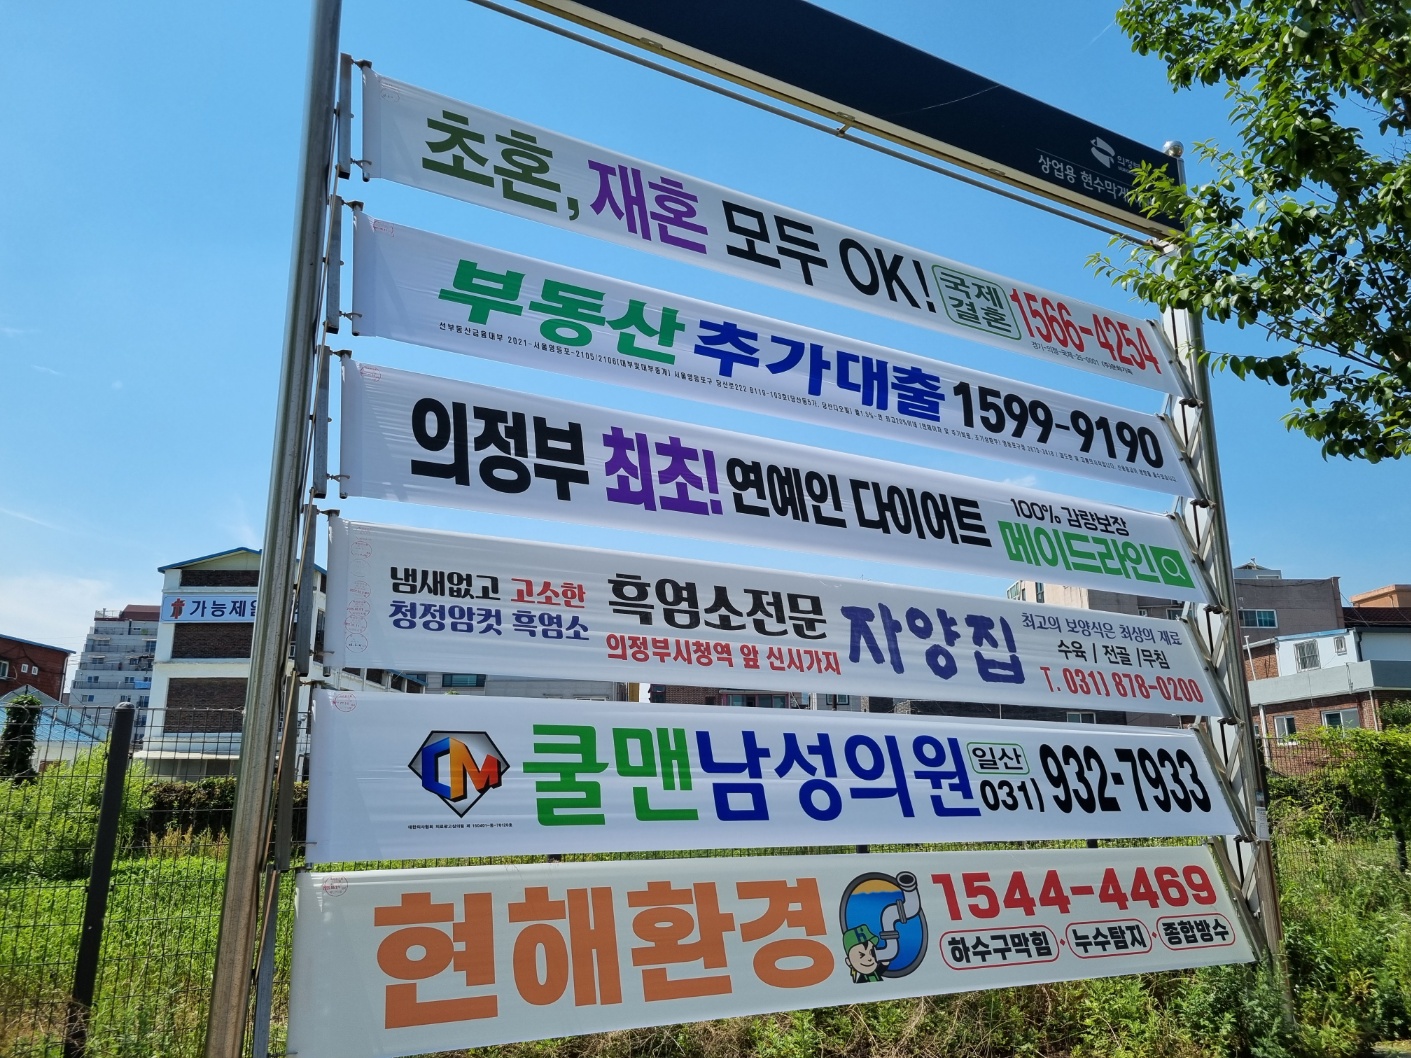 상업용 현수막게
초혼, 재혼 모두 OK! 국제결혼 1566-4254
부동산 추가대출 1599-9190
의정부 최초! 연예인 다이어트
100% 감량보장
메이드라인
냄새없고 고소한
청정암컷 흑염소
흑염소전문
의정부시청역 앞 신시가지
자양집
최고의 보양식은 최상의 재료
수육 / 전골 / 무침
T. 031) 878-0200
CM
쿨맨남성의원 일산 031) 932-7933
현해환경
1544-4469
하수구막힘 · 누수탐지 · 종합방수
가능제일